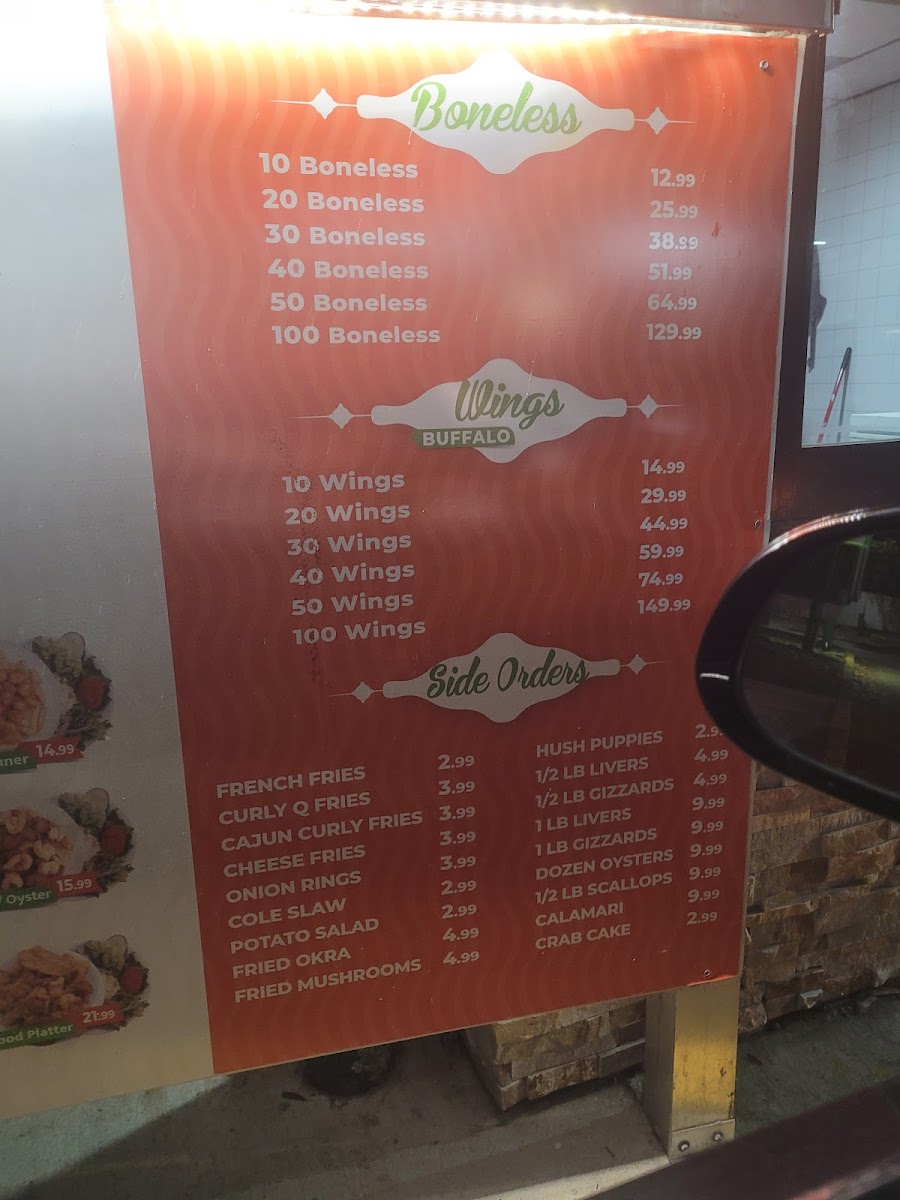 Boneless
10 Boneless 12.99
20 Boneless 25.99
30 Boneless 38.99
40 Boneless 51.99
50 Boneless 64.99
100 Boneless 129.99
Wings
BUFFALO
10 Wings 14.99
20 Wings 29.99
30 Wings 44.99
40 Wings 59.99
50 Wings 74.99
100 Wings 149.99
Side Orders
FRENCH FRIES 2.99
CURLY Q FRIES 3.99
CAJUN CURLY FRIES 3.99
CHEESE FRIES 3.99
ONION RINGS 3.99
COLE SLAW 2.99
POTATO SALAD 2.99
FRIED OKRA 4.99
FRIED MUSHROOMS 4.99
HUSH PUPPIES 2.9
1/2 LB LIVERS 4.99
1/2 LB GIZZARDS 4.99
1 LB LIVERS 9.99
1 LB GIZZARDS 9.99
DOZEN OYSTERS 9.99
1/2 LB SCALLOPS 9.99
CALAMARI 9.99
CRAB CAKE 2.99
14.99
Oyster 15.99
Platter 21.99